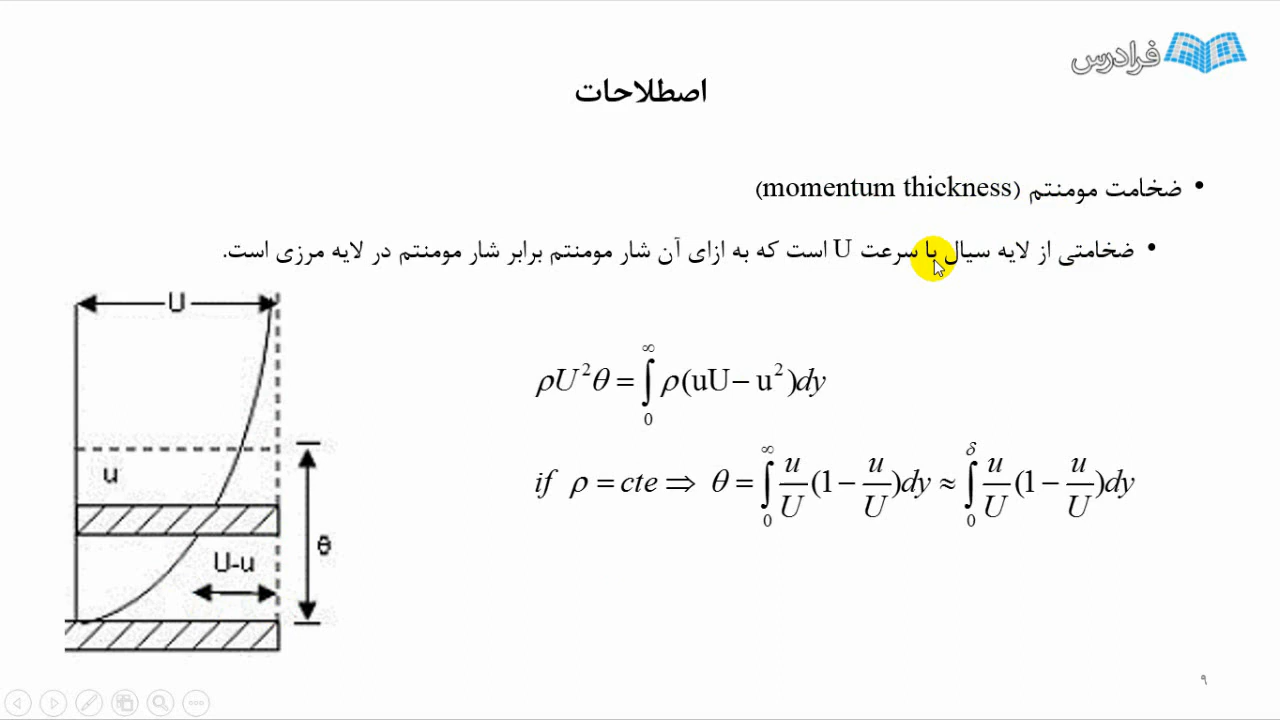 فرادرس
اصطلاحات
• ضخامت مومنتم (momentum thickness)
• ضخامتی از لایه سیال با سرعت U است که به ازای آن شار مومنتم برابر شار مومنتم در لایه مرزی است.
U
u
U-u
θ
ρU²θ = ∫₀^∞ ρ(uU − u²)dy
if ρ = cte ⇒ θ = ∫₀^∞ u/U (1 − u/U)dy ≈ ∫₀^δ u/U (1 − u/U)dy
۹